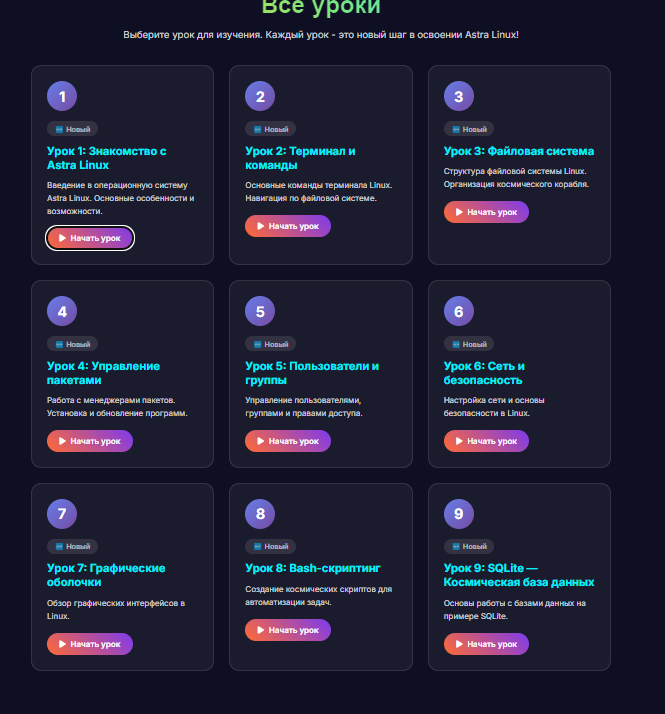 Все уроки
Выберите урок для изучения. Каждый урок - это новый шаг в освоении Astra Linux!
1
Новый
Урок 1: Знакомство с
Astra Linux
Введение в операционную систему
Astra Linux. Основные особенности и
возможности.
Начать урок
2
Новый
Урок 2: Терминал и
команды
Основные команды терминала Linux.
Навигация по файловой системе.
Начать урок
3
Новый
Урок 3: Файловая система
Структура файловой системы Linux.
Организация космического корабля.
Начать урок
4
Новый
Урок 4: Управление
пакетами
Работа с менеджерами пакетов.
Установка и обновление программ.
Начать урок
5
Новый
Урок 5: Пользователи и
группы
Управление пользователями,
группами и правами доступа.
Начать урок
6
Новый
Урок 6: Сеть и
безопасность
Настройка сети и основы
безопасности в Linux.
Начать урок
7
Новый
Урок 7: Графические
оболочки
Обзор графических интерфейсов в
Linux.
Начать урок
8
Новый
Урок 8: Bash-скриптинг
Создание космических скриптов для
автоматизации задач.
Начать урок
9
Новый
Урок 9: SQLite —
Космическая база данных
Основы работы с базами данных на
примере SQLite.
Начать урок